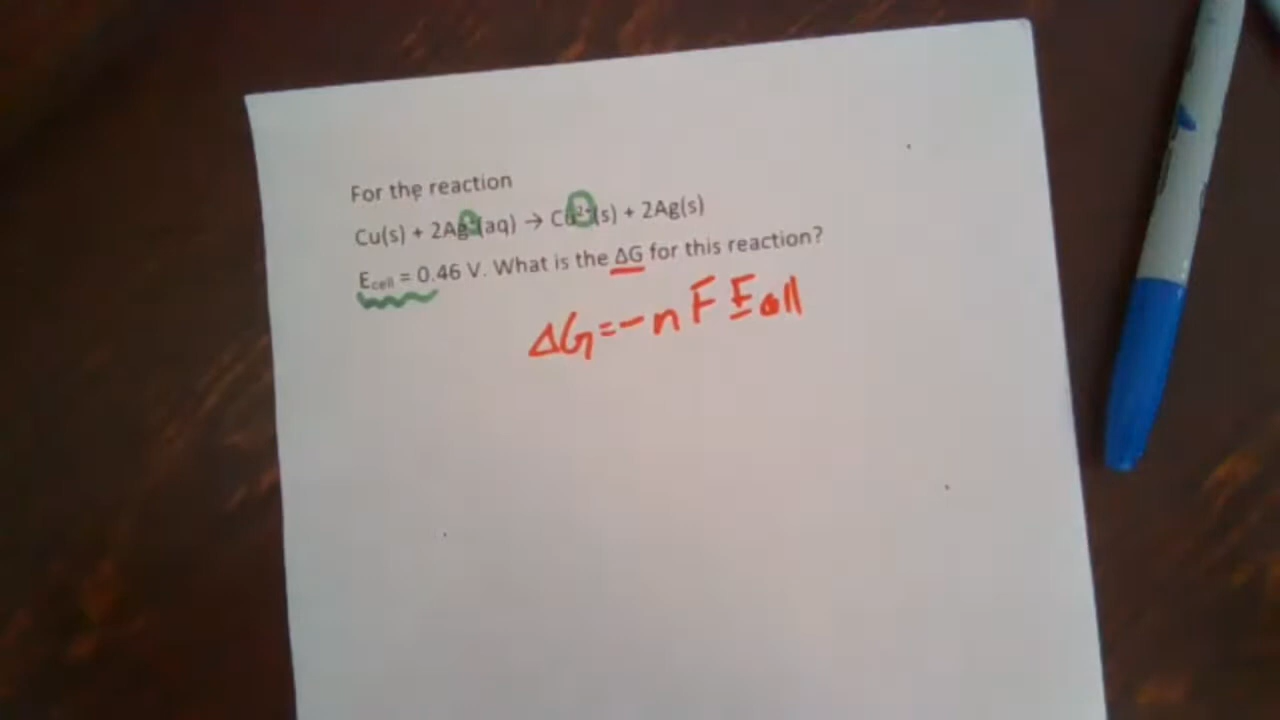 For the reaction
Cu(s) + 2Ag⁺(aq) → Cu²⁺(s) + 2Ag(s)
Ecell = 0.46 V. What is the ΔG for this reaction?
ΔG=-nFEcell